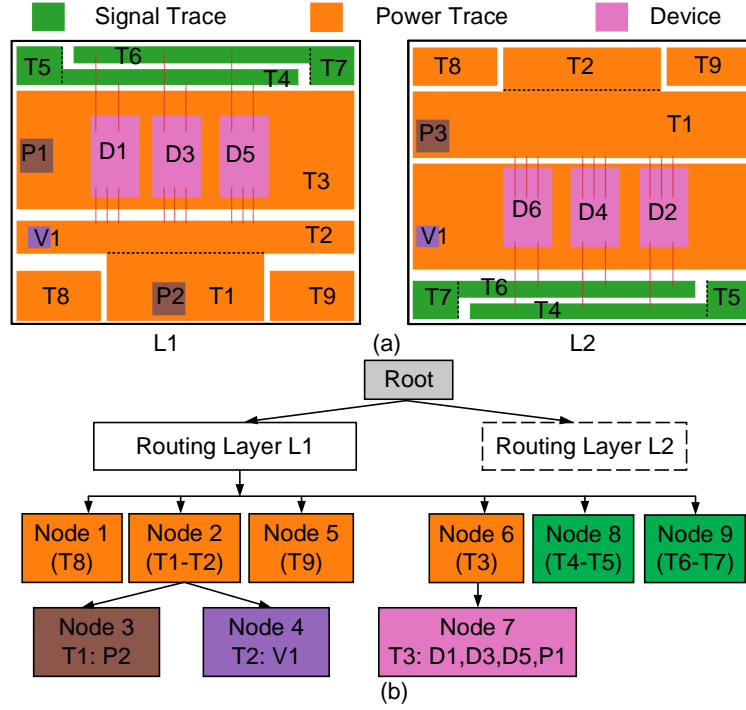 Signal Trace Power Trace Device
T5 T6 T4 T7
P1 D1 D3 D5 T3
V1 T2
T8 P2 T1 T9
L1
T8 T2 T9
P3 T1
D6 D4 D2
V1
T7 T6 T4 T5
L2
(a)
Root
Routing Layer L1 Routing Layer L2
Node 1 Node 2 Node 5 Node 6 Node 8 Node 9
(T8) (T1-T2) (T9) (T3) (T4-T5) (T6-T7)
Node 3 Node 4 Node 7
T1: P2 T2: V1 T3: D1,D3,D5,P1
(b)